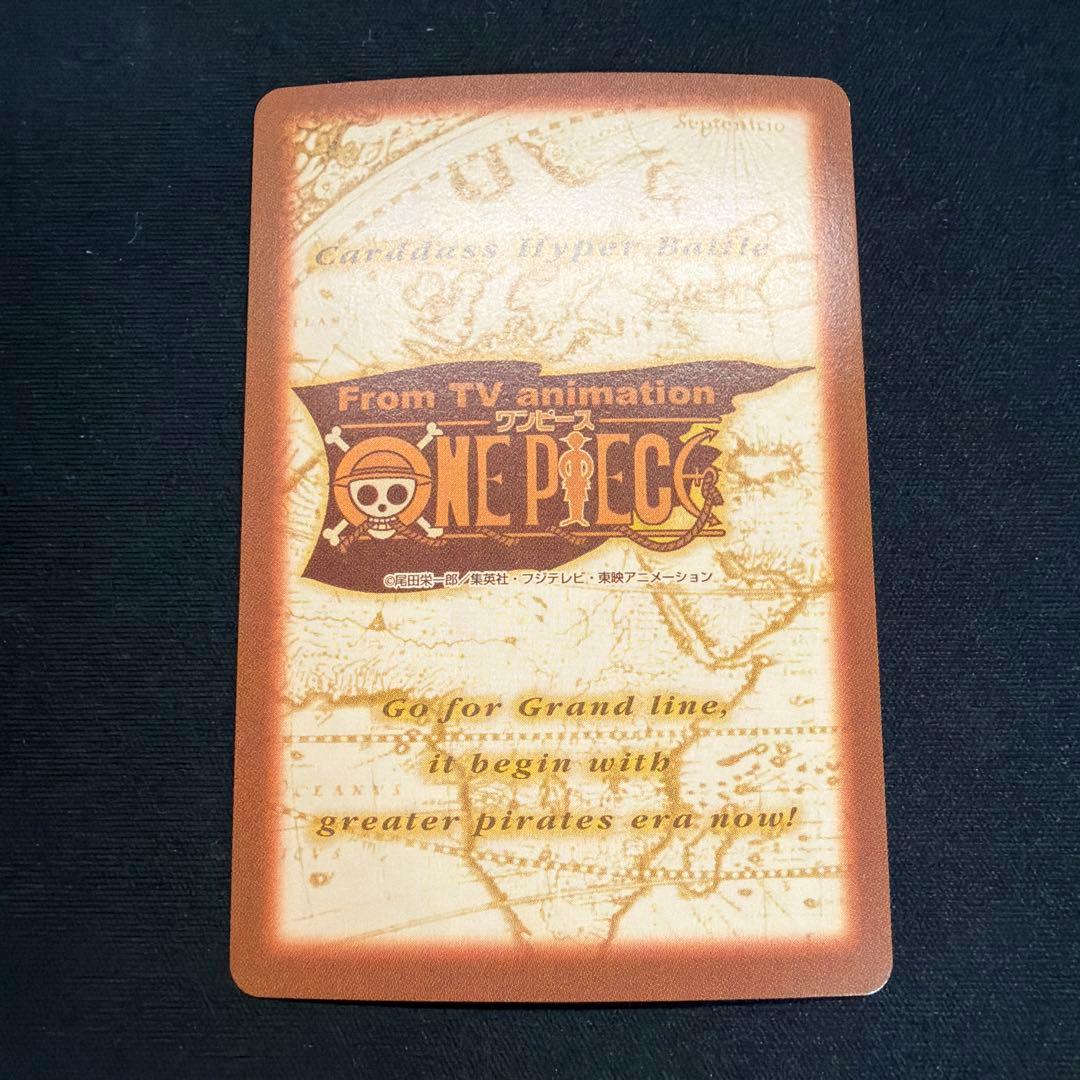 Septentrio
Carddass Hyper Battle
From TV animation
ワンピース
ONE PIECE
©尾田栄一郎／集英社・フジテレビ・東映アニメーション
Go for Grand line,
it begin with
OCEANVS
greater pirates era now!